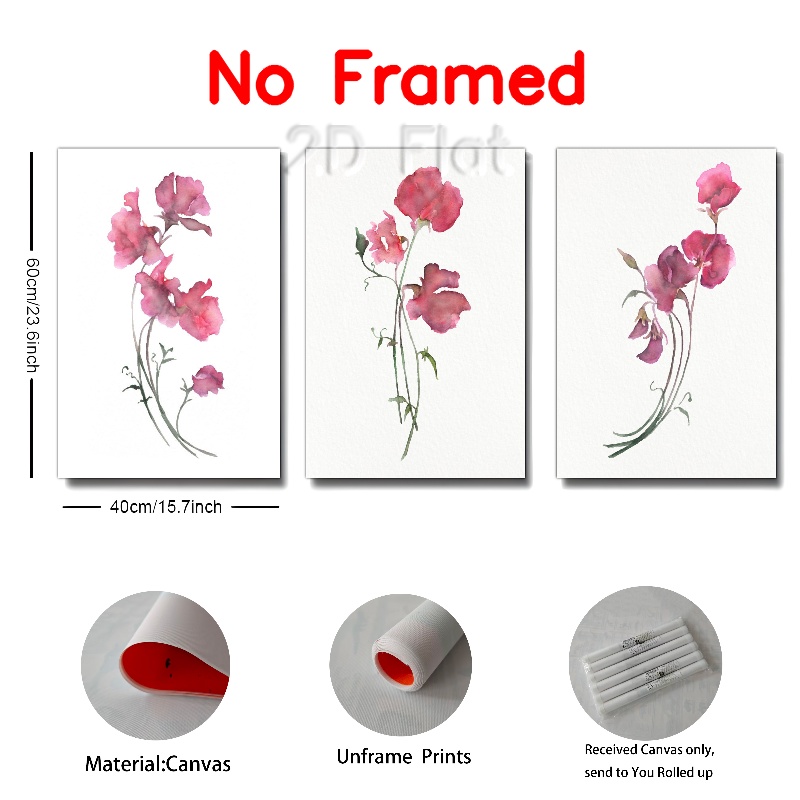 No Framed
2D Flat
60cm/23.6inch
40cm/15.7inch
Material:Canvas
Unframe Prints
Received Canvas only,
send to You Rolled up